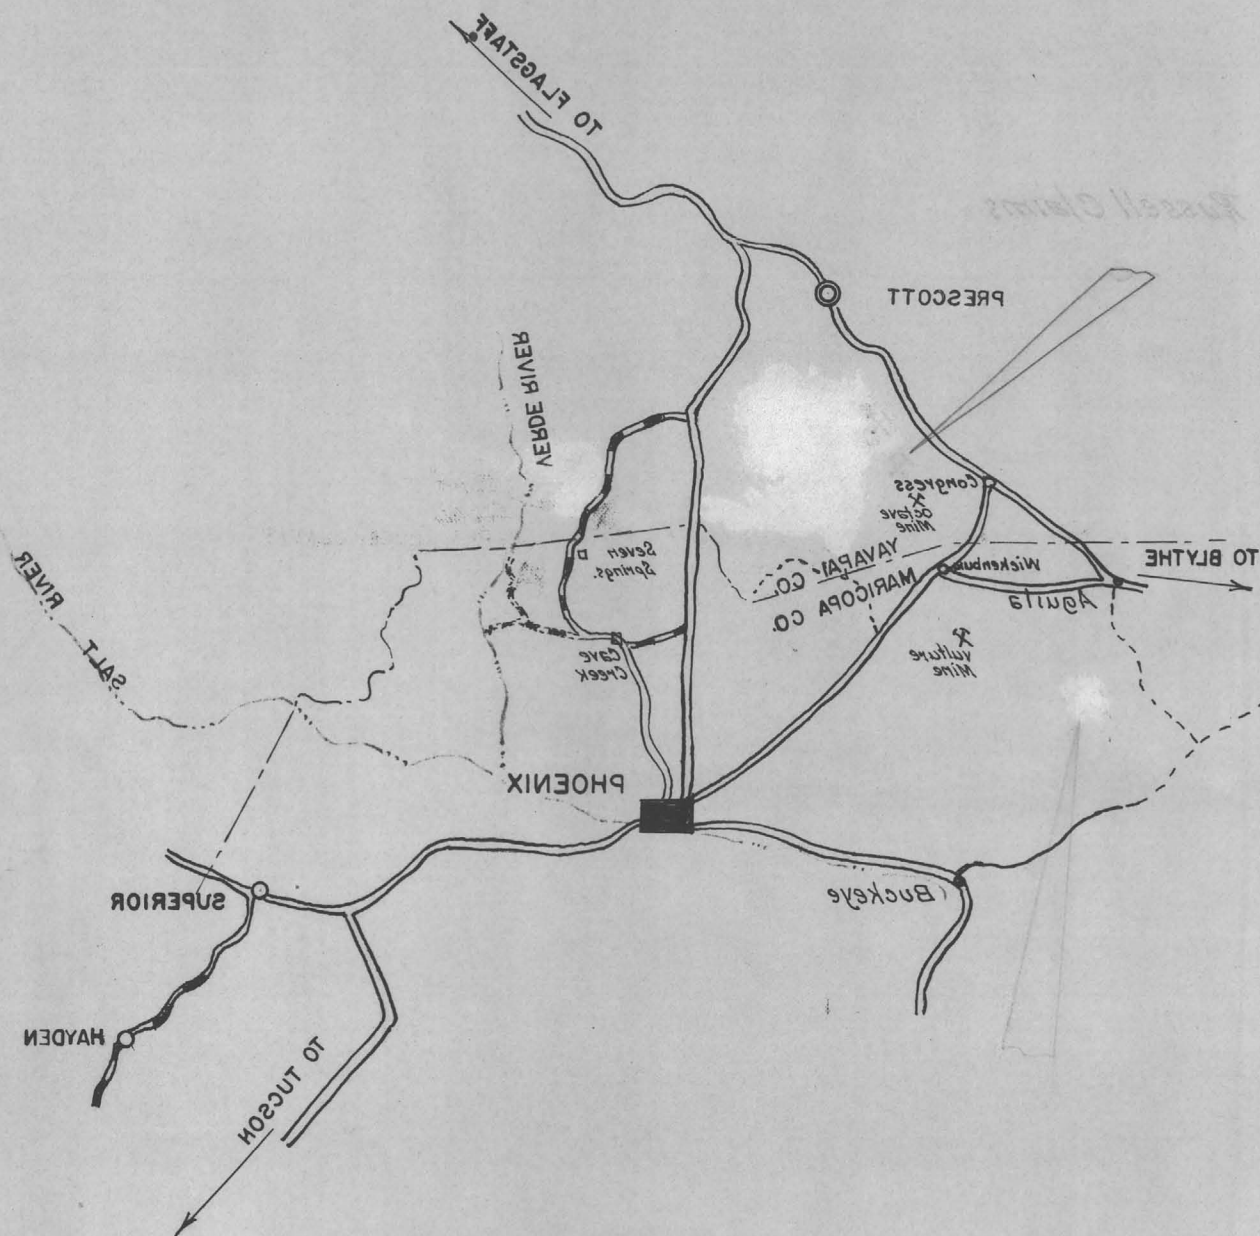 TO FLAGSTAFF
Russell Claims
PRESCOTT
VERDE RIVER
Congress
Octave
Mine
Seven
Springs
YAVAPAI CO.
MARICOPA CO.
Wickenburg
TO BLYTHE
Aguila
SALT RIVER
Cave
Creek
Vulture
Mine
PHOENIX
Buckeye
SUPERIOR
HAYDEN
TO TUCSON